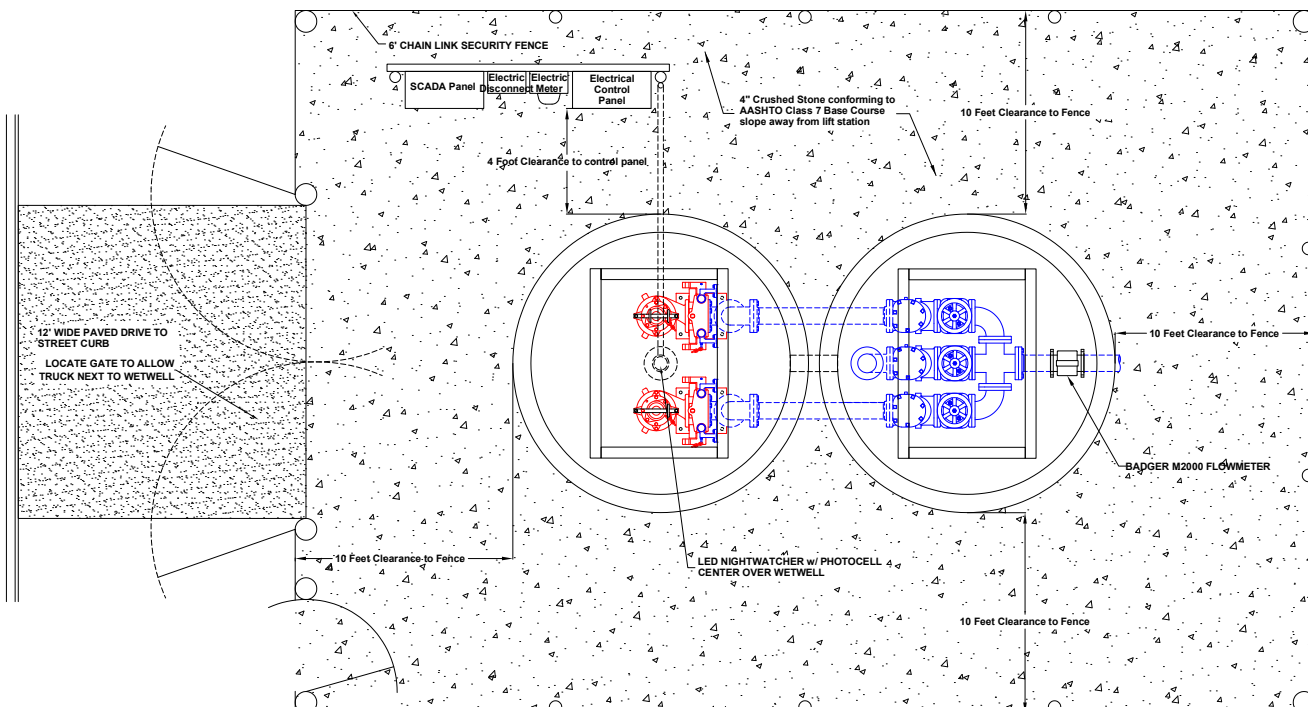 6' CHAIN LINK SECURITY FENCE
SCADA Panel
Electric
Disconnect
Electric
Meter
Electrical
Control
Panel
4" Crushed Stone conforming to
AASHTO Class 7 Base Course
slope away from lift station
10 Feet Clearance to Fence
4 Foot Clearance to control panel
12' WIDE PAVED DRIVE TO
STREET CURB
LOCATE GATE TO ALLOW
TRUCK NEXT TO WETWELL
10 Feet Clearance to Fence
BADGER M2000 FLOWMETER
10 Feet Clearance to Fence
LED NIGHTWATCHER w/ PHOTOCELL
CENTER OVER WETWELL
10 Feet Clearance to Fence